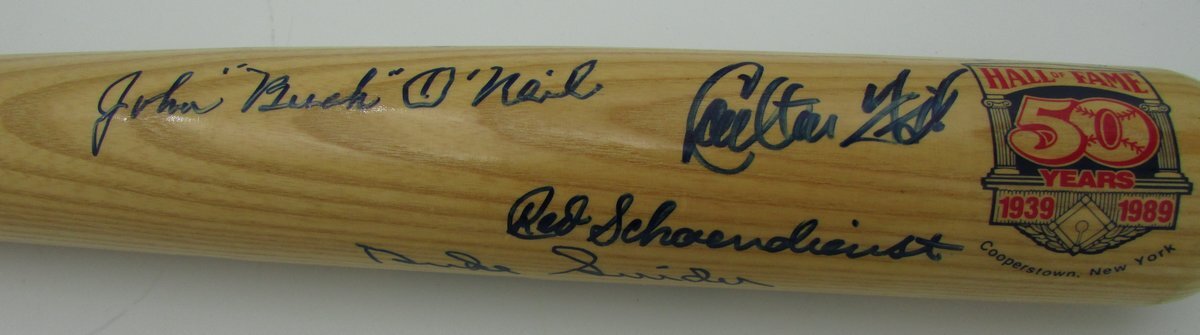 John "Buck" O'Neil
Carlton Fisk
Red Schoendienst
Duke Snider
HALL OF FAME
50
YEARS
1939 1989
Cooperstown, New York